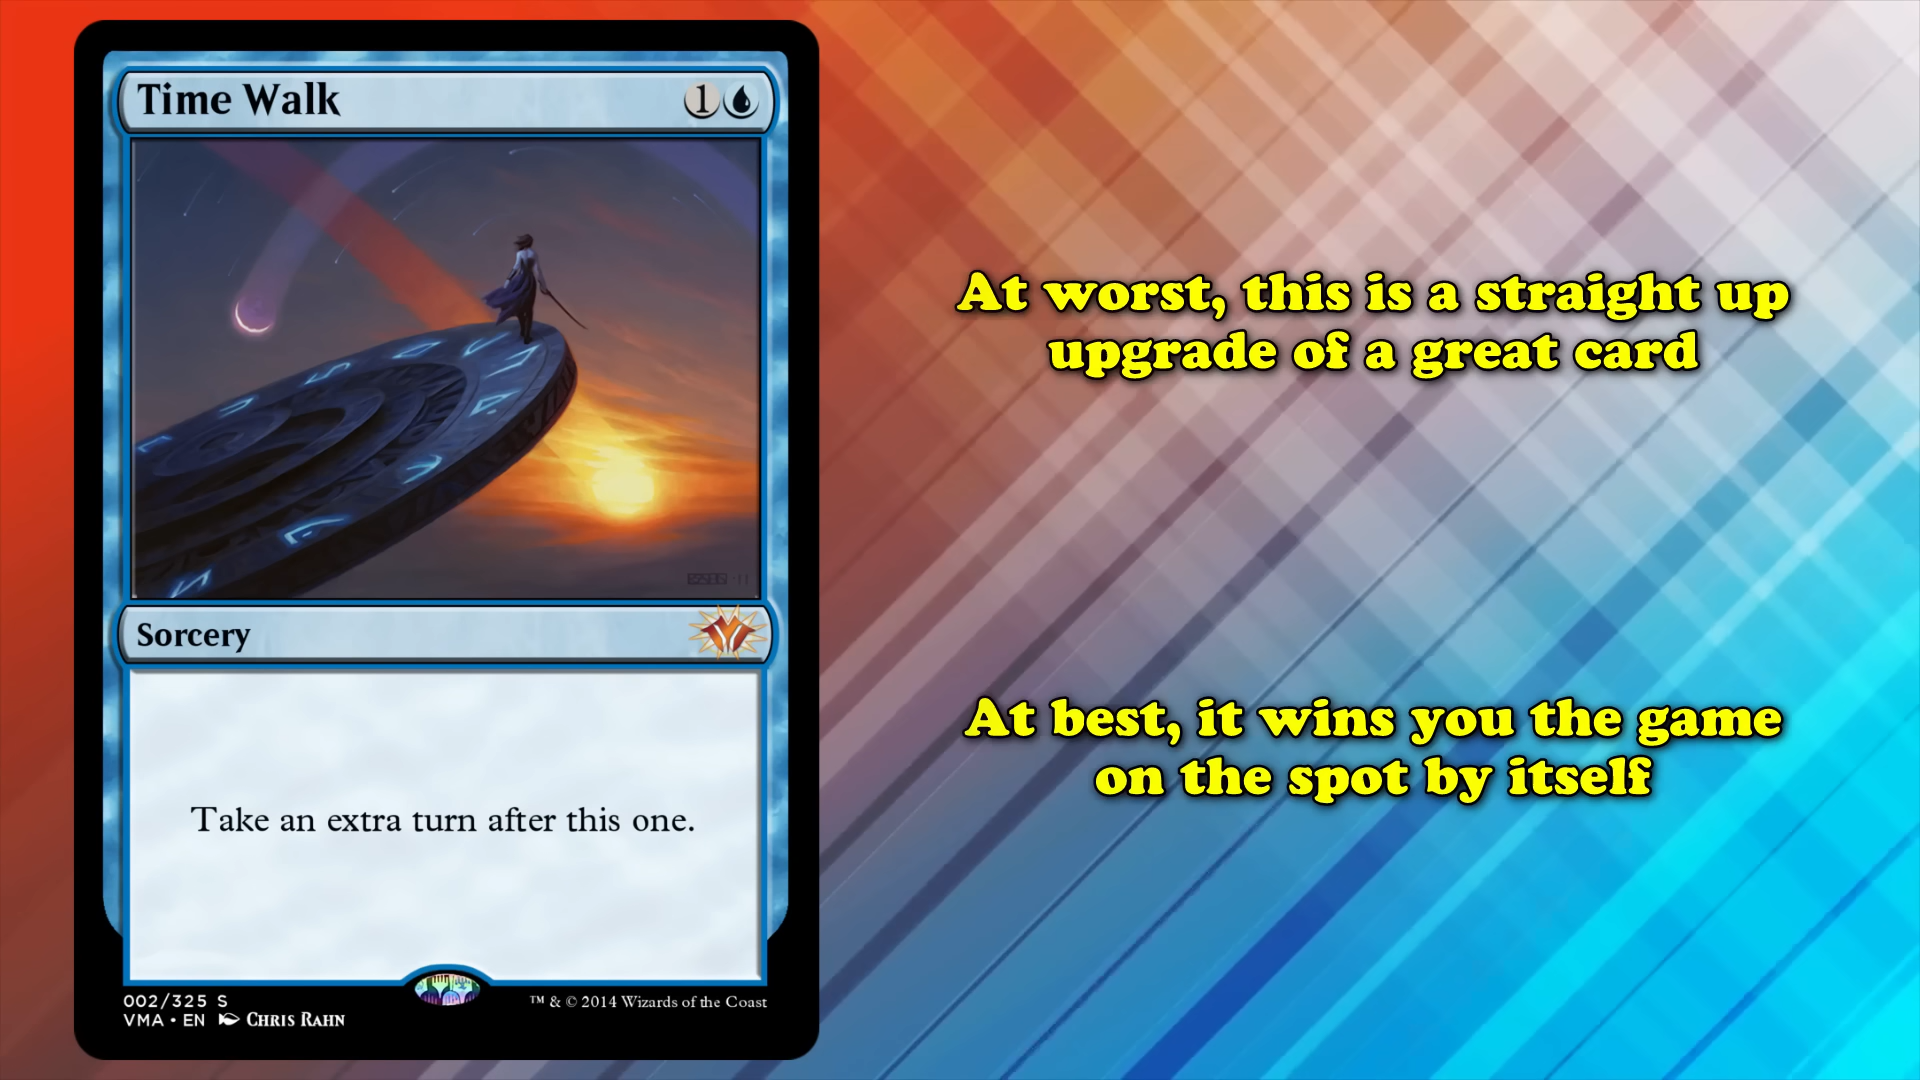 Time Walk 1
Sorcery
Take an extra turn after this one.
002/325 S
VMA • EN Chris Rahn
™ & © 2014 Wizards of the Coast
At worst, this is a straight up
upgrade of a great card
At best, it wins you the game
on the spot by itself